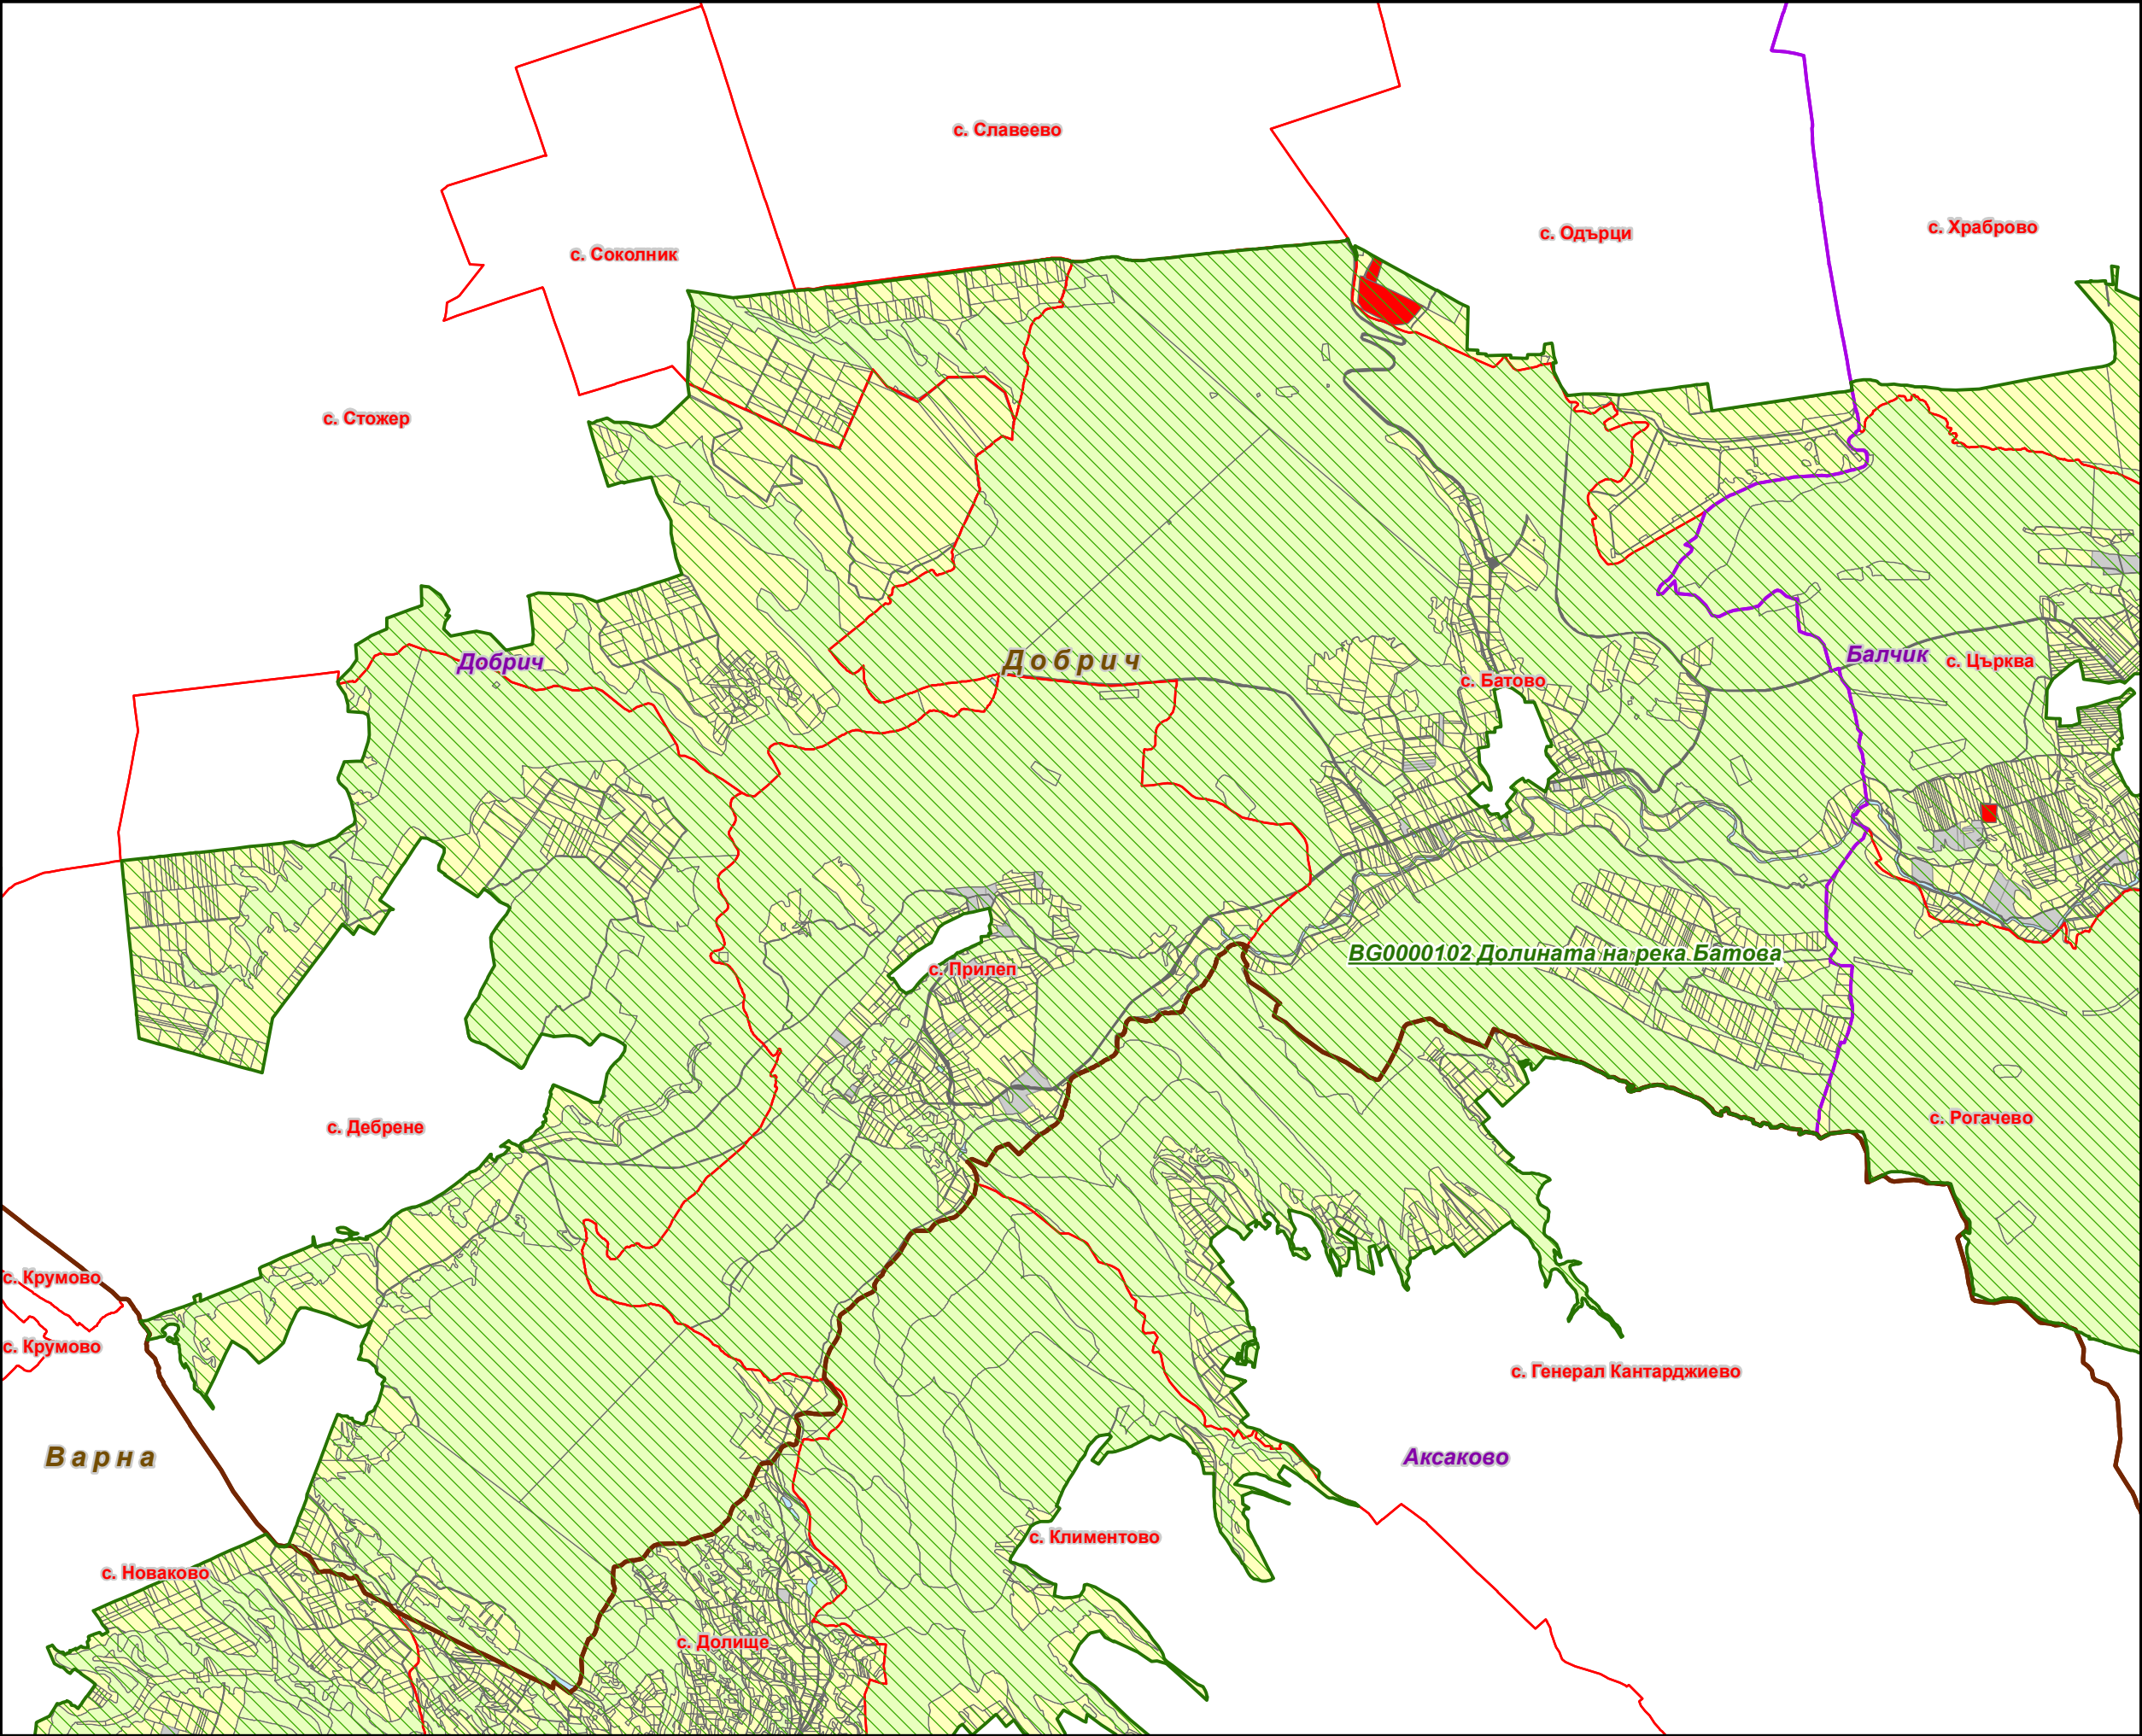 с. Славеево
с. Одърци
с. Храброво
с. Соколник
с. Стожер
Добрич
Добрич
Балчик
с. Църква
с. Батово
BG0000102 Долината на река Батова
с. Прилеп
с. Рогачево
с. Дебрене
с. Крумово
с. Крумово
с. Генерал Кантарджиево
Варна
Аксаково
с. Климентово
с. Новаково
с. Долище